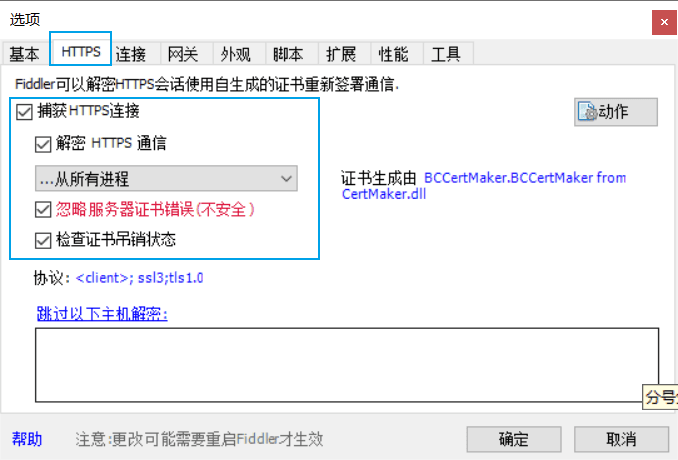 选项
基本 HTTPS 连接 网关 外观 脚本 扩展 性能 工具
Fiddler可以解密HTTPS会话使用自生成的证书重新签署通信.
捕获HTTPS连接
动作
解密 HTTPS 通信
...从所有进程
证书生成由 BCCertMaker.BCCertMaker from
CertMaker.dll
忽略服务器证书错误(不安全)
检查证书吊销状态
协议: <client>; ssl3;tls1.0
跳过以下主机解密:
分号
帮助 注意:更改可能需要重启Fiddler才生效 确定 取消